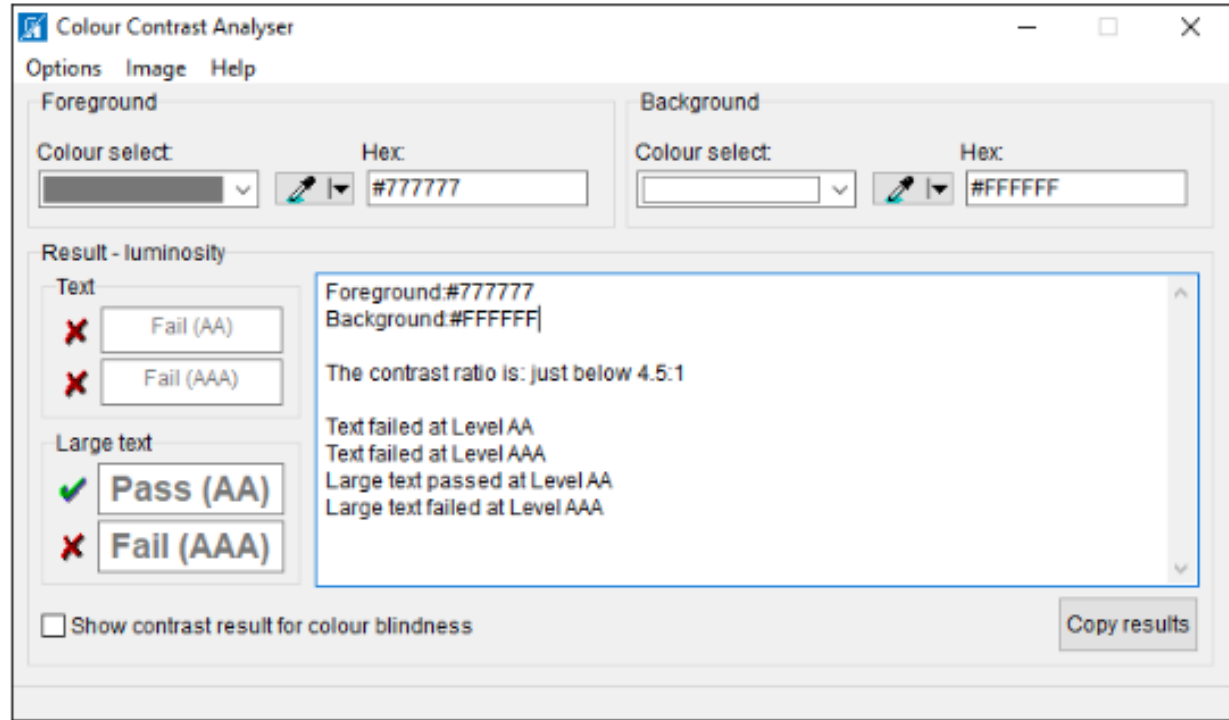 Colour Contrast Analyser
Options Image Help
Foreground
Colour select:
Hex:
#777777
Background
Colour select:
Hex:
#FFFFFF
Result - luminosity
Text
Fail (AA)
Fail (AAA)
Large text
Pass (AA)
Fail (AAA)
Foreground:#777777
Background:#FFFFFF
The contrast ratio is: just below 4.5:1
Text failed at Level AA
Text failed at Level AAA
Large text passed at Level AA
Large text failed at Level AAA
Show contrast result for colour blindness
Copy results